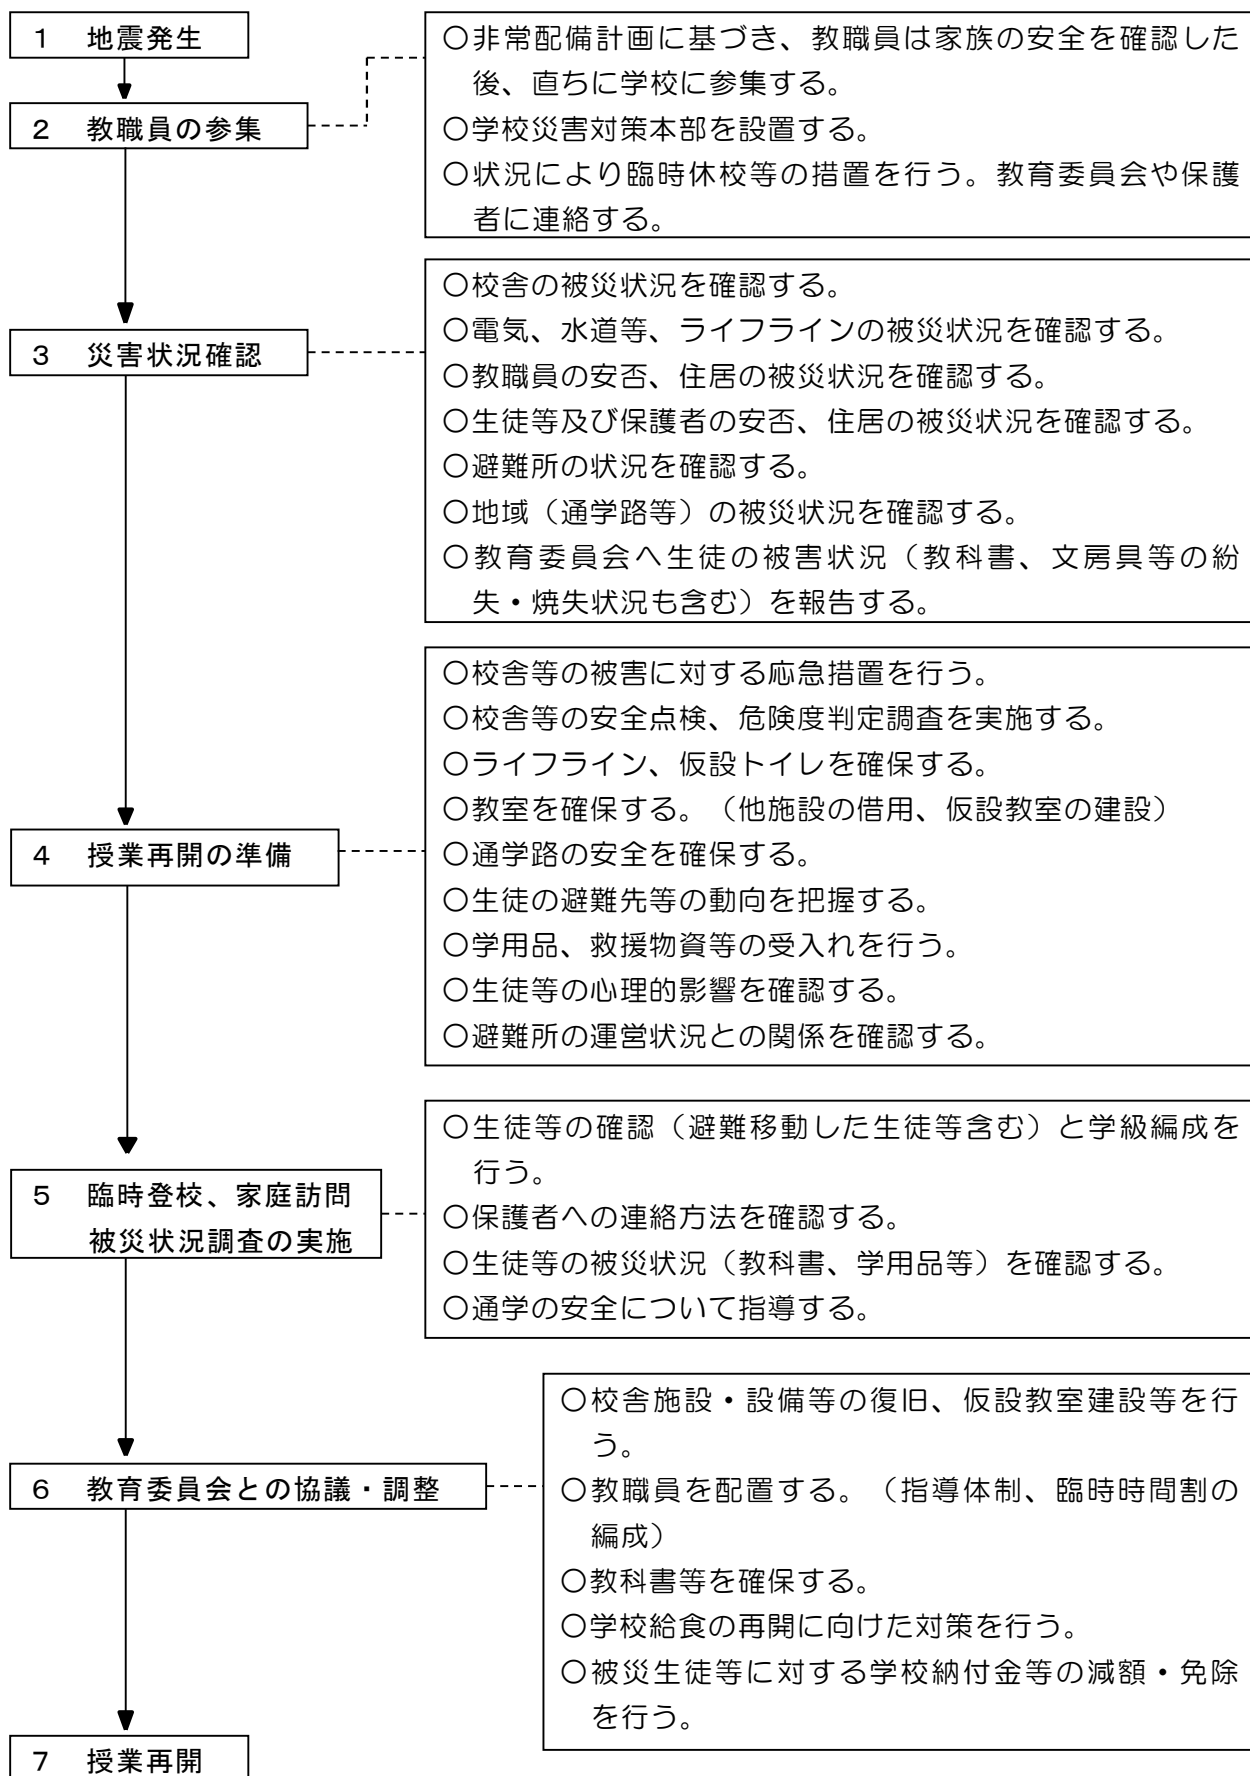 １　地震発生
○非常配備計画に基づき、教職員は家族の安全を確認した
後、直ちに学校に参集する。
２　教職員の参集
○学校災害対策本部を設置する。
○状況により臨時休校等の措置を行う。教育委員会や保護
者に連絡する。
○校舎の被災状況を確認する。
○電気、水道等、ライフラインの被災状況を確認する。
３　災害状況確認
○教職員の安否、住居の被災状況を確認する。
○生徒等及び保護者の安否、住居の被災状況を確認する。
○避難所の状況を確認する。
○地域（通学路等）の被災状況を確認する。
○教育委員会へ生徒の被害状況（教科書、文房具等の紛
失・焼失状況も含む）を報告する。
○校舎等の被害に対する応急措置を行う。
○校舎等の安全点検、危険度判定調査を実施する。
○ライフライン、仮設トイレを確保する。
○教室を確保する。（他施設の借用、仮設教室の建設）
４　授業再開の準備
○通学路の安全を確保する。
○生徒の避難先等の動向を把握する。
○学用品、救援物資等の受入れを行う。
○生徒等の心理的影響を確認する。
○避難所の運営状況との関係を確認する。
○生徒等の確認（避難移動した生徒等含む）と学級編成を
行う。
５　臨時登校、家庭訪問
被災状況調査の実施
○保護者への連絡方法を確認する。
○生徒等の被災状況（教科書、学用品等）を確認する。
○通学の安全について指導する。
○校舎施設・設備等の復旧、仮設教室建設等を行
う。
６　教育委員会との協議・調整
○教職員を配置する。（指導体制、臨時時間割の
編成）
○教科書等を確保する。
○学校給食の再開に向けた対策を行う。
○被災生徒等に対する学校納付金等の減額・免除
を行う。
７　授業再開